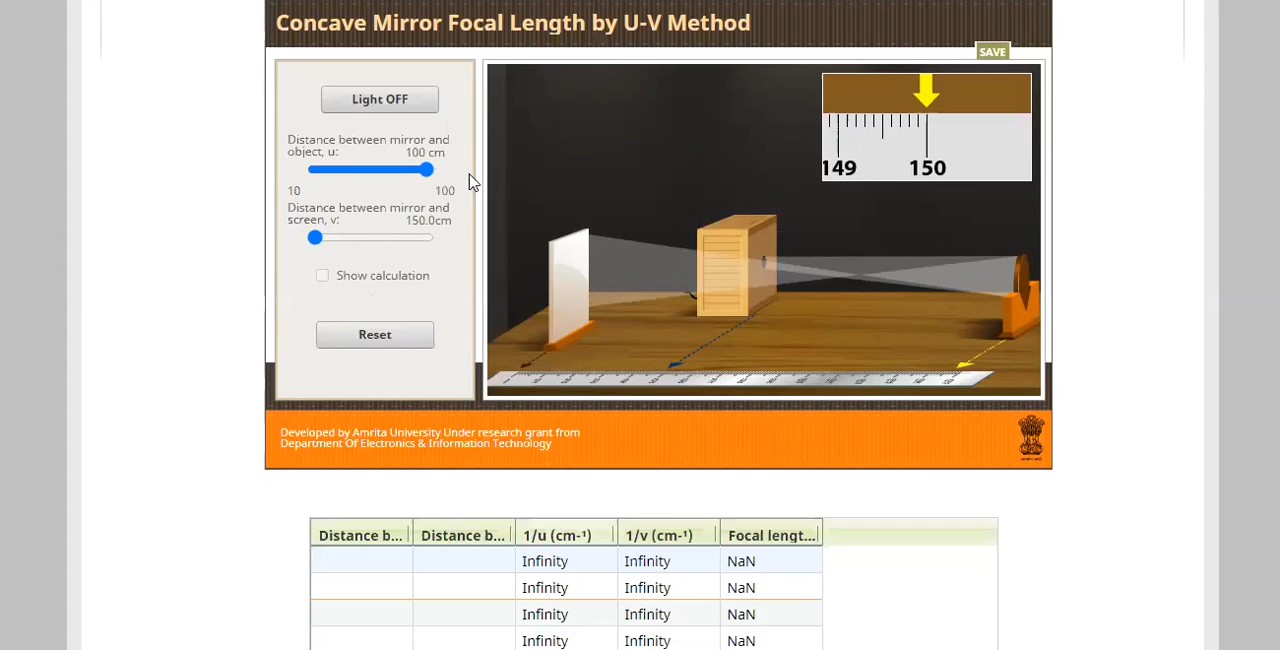 Concave Mirror Focal Length by U-V Method
SAVE
Light OFF
Distance between mirror and
object, u: 100 cm
10 100
Distance between mirror and
screen, v: 150.0cm
Show calculation
Reset
149 150
Developed by Amrita University Under research grant from
Department Of Electronics & Information Technology
Distance b... Distance b... 1/u (cm-¹) 1/v (cm-¹) Focal lengt...
Infinity Infinity NaN
Infinity Infinity NaN
Infinity Infinity NaN
Infinity Infinity NaN